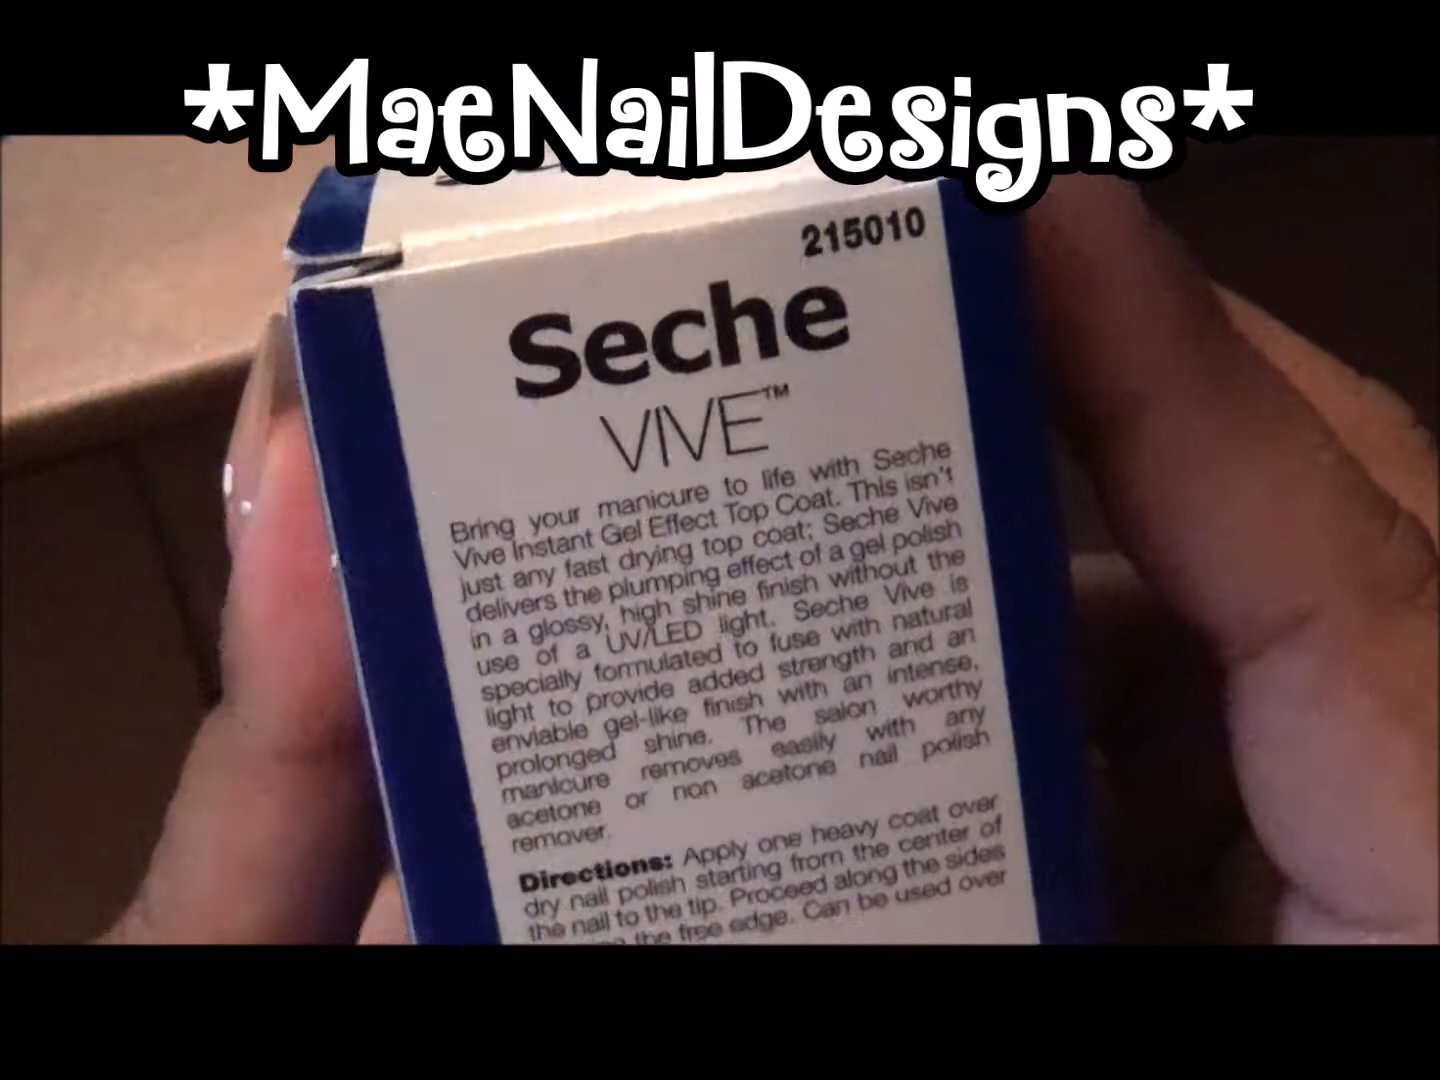 *MaeNailDesigns*
215010
Seche
VIVE™
Bring your manicure to life with Seche
Vive Instant Gel Effect Top Coat. This isn't
just any fast drying top coat; Seche Vive
delivers the plumping effect of a gel polish
in a glossy, high shine finish without the
use of a UV/LED light. Seche Vive is
specially formulated to fuse with natural
light to provide added strength and an
enviable gel-like finish with an intense,
prolonged shine. The salon worthy
manicure removes easily with any
acetone or non acetone nail polish
remover.
Directions: Apply one heavy coat over
dry nail polish starting from the center of
the nail to the tip. Proceed along the sides
the free edge. Can be used over